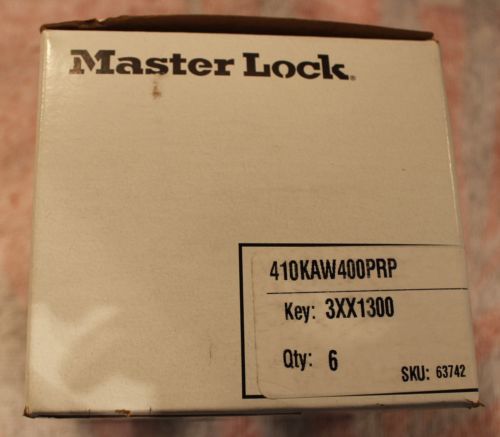 Master Lock®
410KAW400PRP
Key: 3XX1300
Qty: 6
SKU: 63742